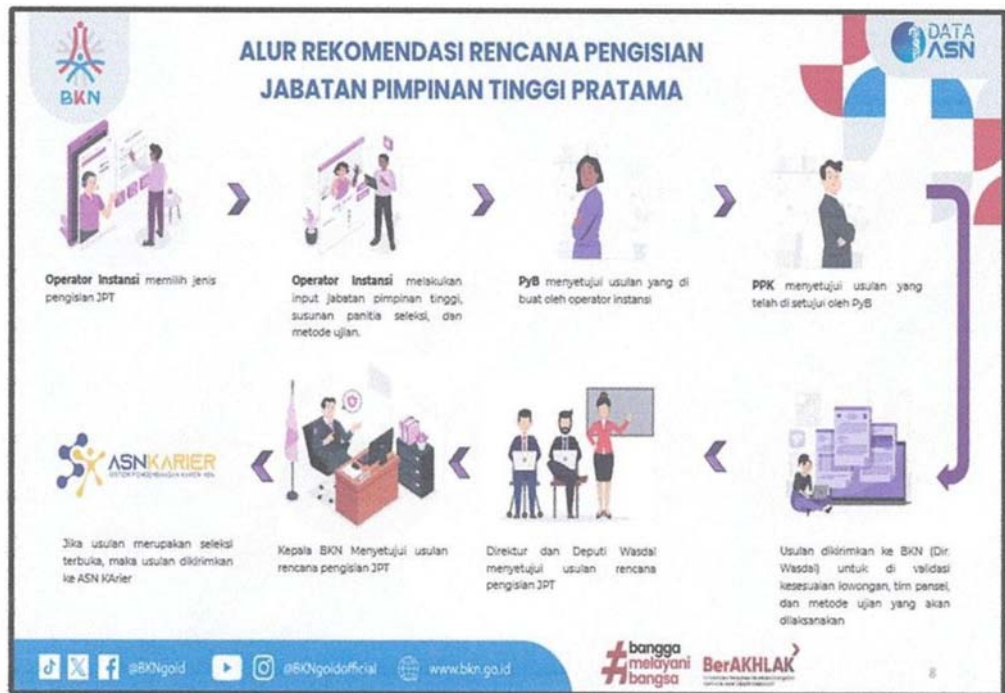 BKN
ALUR REKOMENDASI RENCANA PENGISIAN
JABATAN PIMPINAN TINGGI PRATAMA
DATA
ASN
Operator Instansi memilih jenis
pengisian JPT
Operator Instansi melakukan
input jabatan pimpinan tinggi,
susunan panitia seleksi, dan
metode ujian.
PyB menyetujui usulan yang di
buat oleh operator instansi
PPK menyetujui usulan yang
telah di setujui oleh PyB
Usulan dikirimkan ke BKN (Dir.
Wasdal) untuk di validasi
kesesuaian lowongan, tim pansel,
dan metode ujian yang akan
dilaksanakan
Direktur dan Deputi Wasdal
menyetujui usulan rencana
pengisian JPT
Kepala BKN Menyetujui usulan
rencana pengisian JPT
ASNKARIER
Jika usulan merupakan seleksi
terbuka, maka usulan dikirimkan
ke ASN KArier
@BKNgoid
@BKNgoidofficial
www.bkn.go.id
#bangga
melayani
bangsa
BerAKHLAK
8